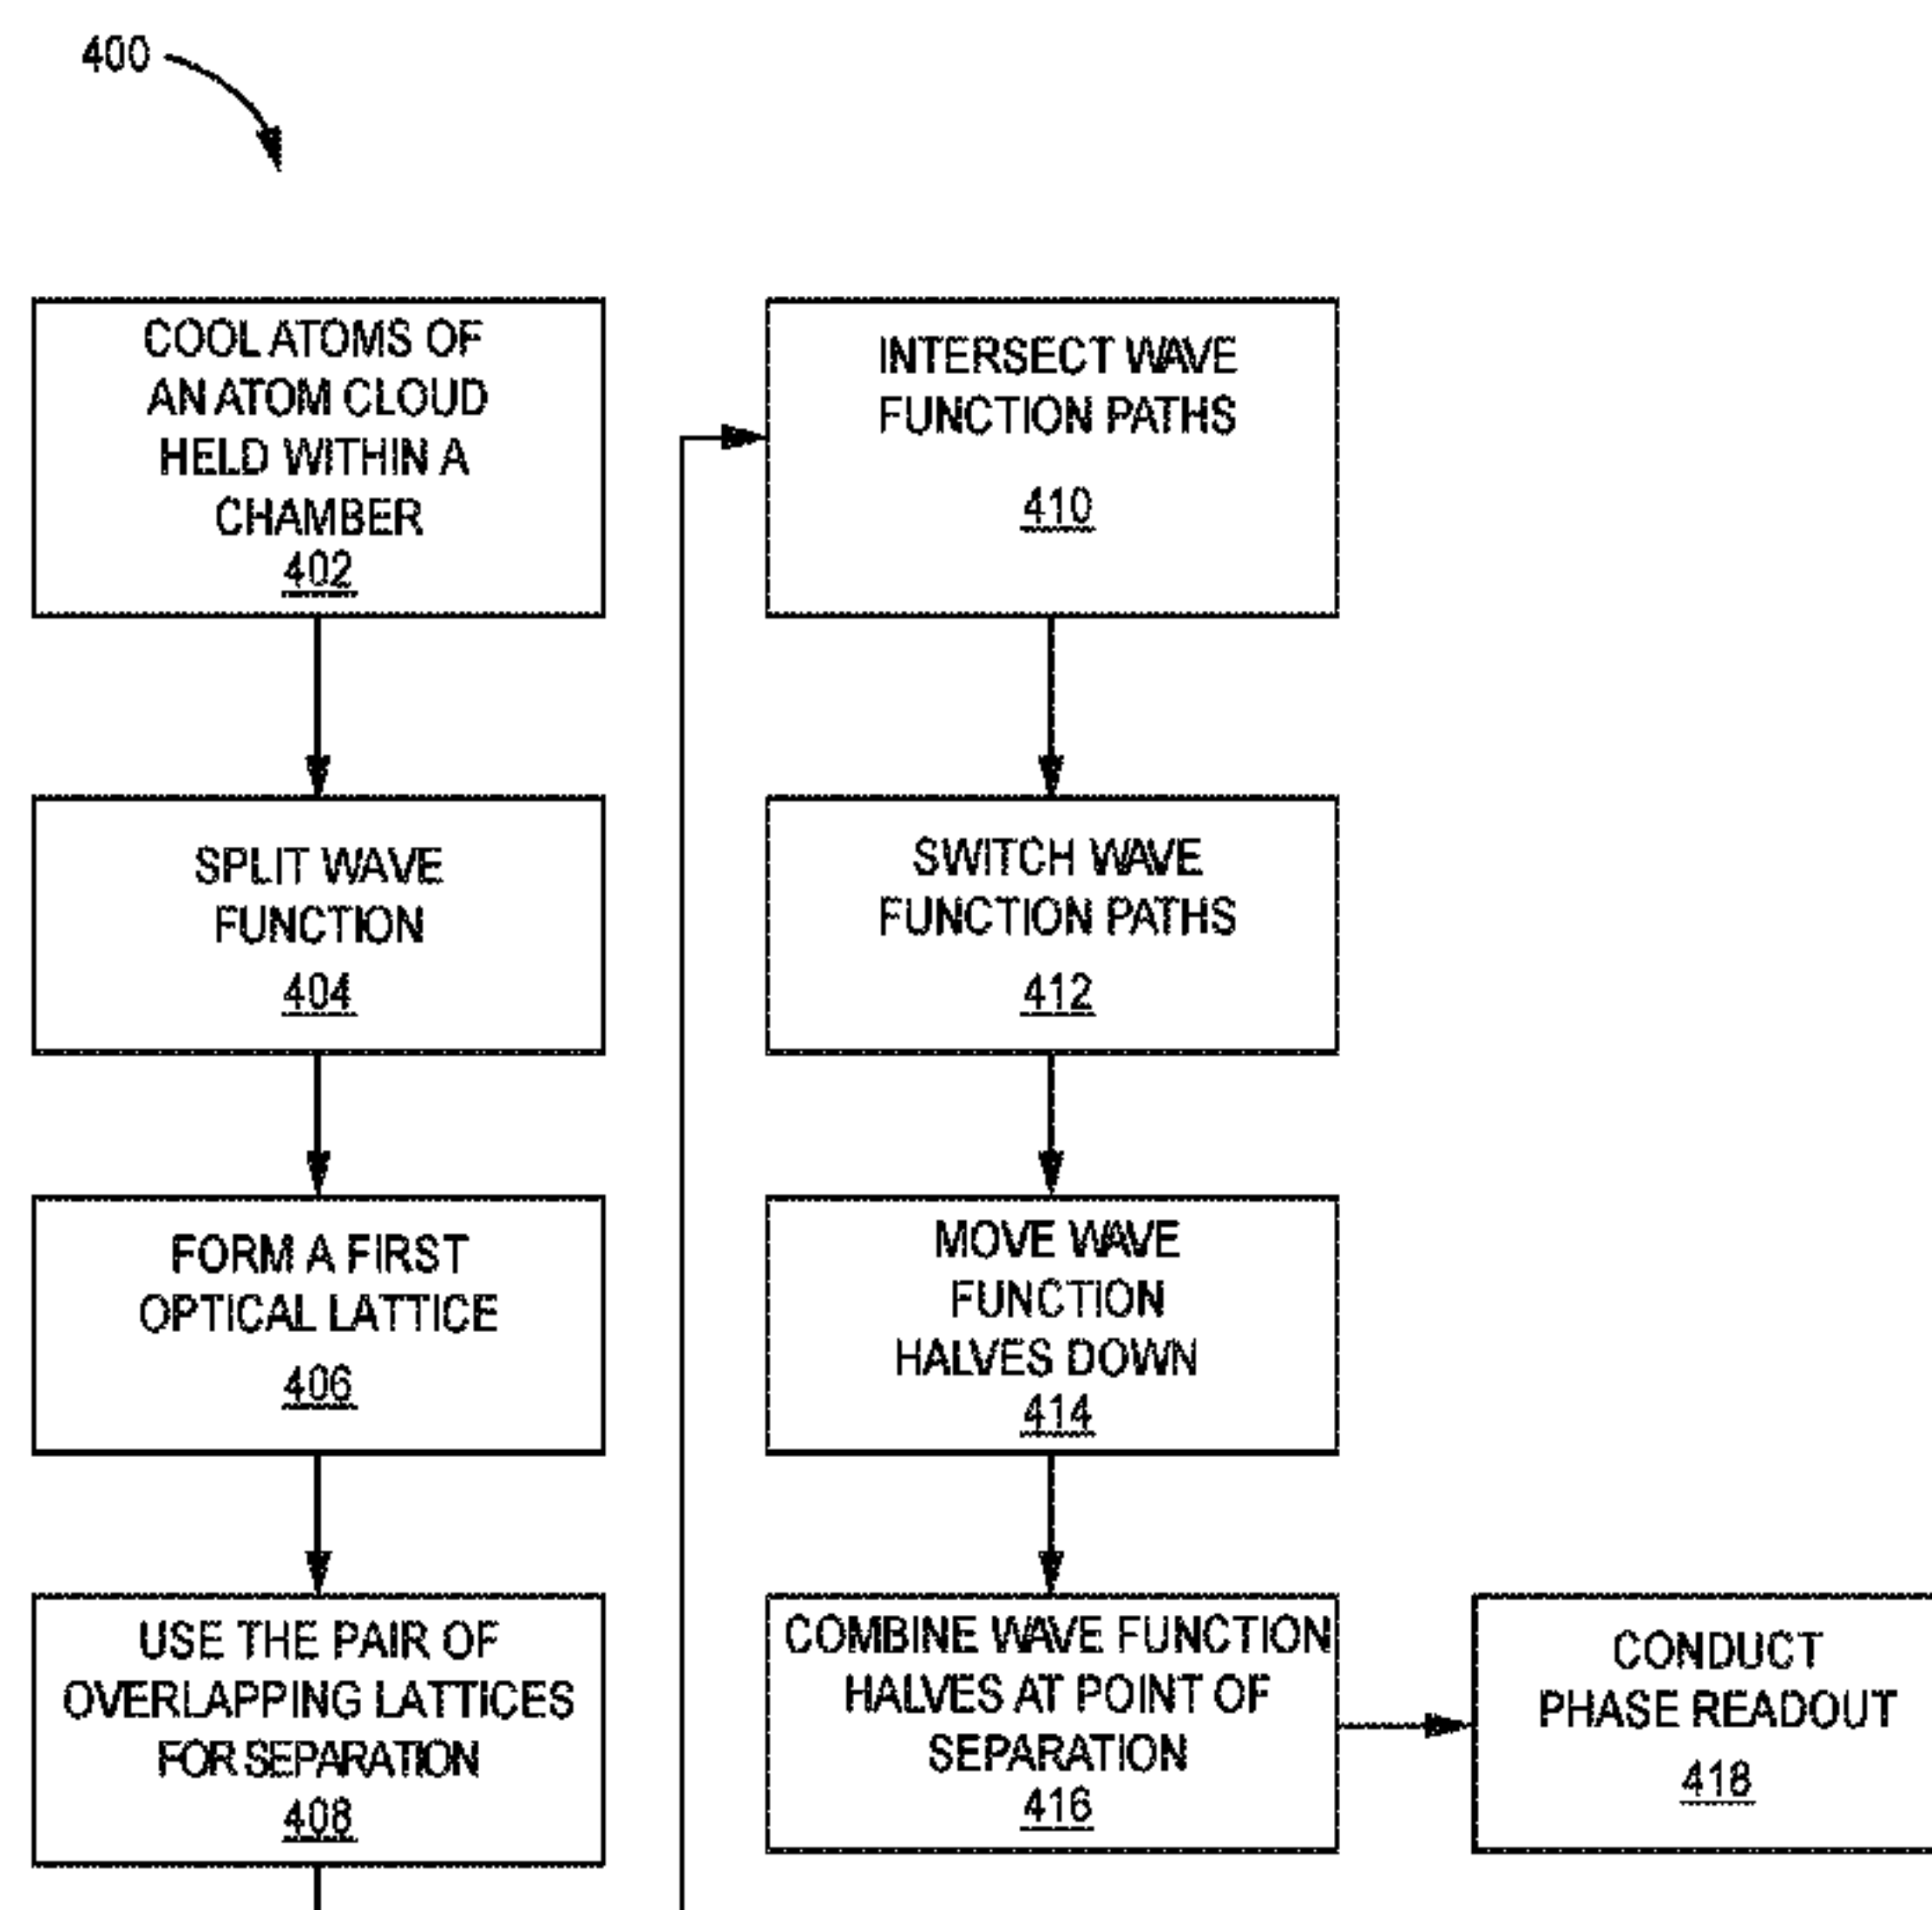 400
COOL ATOMS OF
AN ATOM CLOUD
HELD WITHIN A
CHAMBER
402
SPLIT WAVE
FUNCTION
404
FORM A FIRST
OPTICAL LATTICE
406
USE THE PAIR OF
OVERLAPPING LATTICES
FOR SEPARATION
408
INTERSECT WAVE
FUNCTION PATHS
410
SWITCH WAVE
FUNCTION PATHS
412
MOVE WAVE
FUNCTION
HALVES DOWN
414
COMBINE WAVE FUNCTION
HALVES AT POINT OF
SEPARATION
416
CONDUCT
PHASE READOUT
418